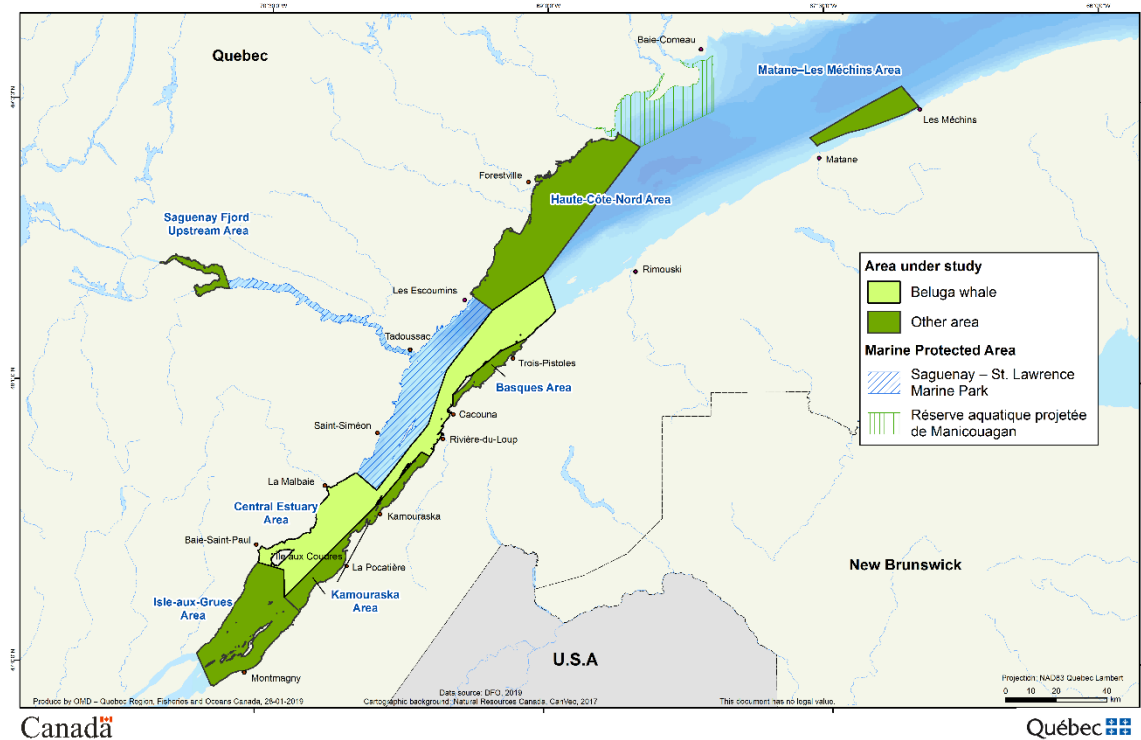 Baie-Comeau
Quebec
Matane–Les Méchins Area
Les Méchins
Matane
Forestville
Haute-Côte-Nord Area
Saguenay Fjord
Upstream Area
Rimouski
Les Escoumins
Tadoussac
Trois-Pistoles
Basques Area
Cacouna
Saint-Siméon
Rivière-du-Loup
La Malbaie
Central Estuary
Area
Kamouraska
Baie-Saint-Paul
Île aux Coudres
La Pocatière
Kamouraska
Area
Isle-aux-Grues
Area
Montmagny
New Brunswick
U.S.A
Area under study
Beluga whale
Other area
Marine Protected Area
Saguenay – St. Lawrence
Marine Park
Réserve aquatique projetée
de Manicouagan
Projection: NAD83 Quebec Lambert
0 10 20 40
km
Data source: DFO, 2019
Produce by OMD – Quebec Region, Fisheries and Oceans Canada, 28-01-2019
Cartographic background: Natural Resources Canada, CanVec, 2017
This document has no legal value.
Canada
Québec